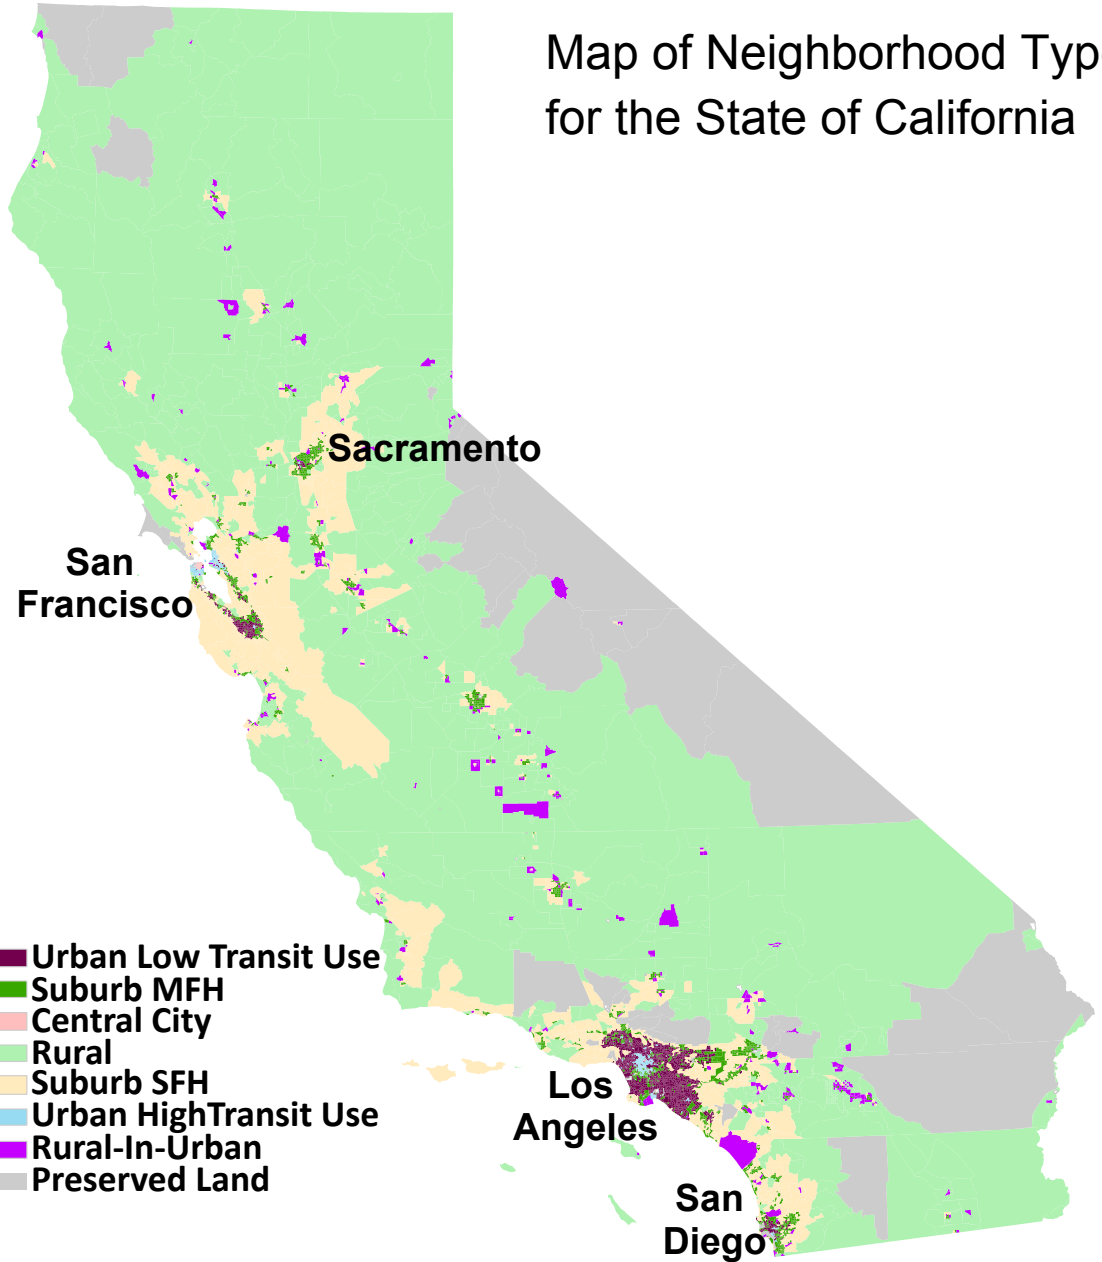 Map of Neighborhood Typ
for the State of California
Sacramento
San
Francisco
Urban Low Transit Use
Suburb MFH
Central City
Rural
Suburb SFH
Urban HighTransit Use
Rural-In-Urban
Preserved Land
Los
Angeles
San
Diego